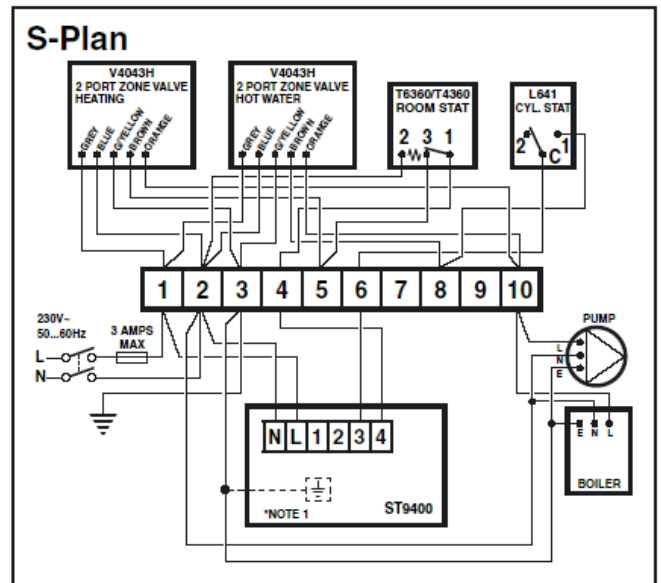 S-Plan
V4043H
2 PORT ZONE VALVE
HEATING
GREY
BLUE
G/YELLOW
BROWN
ORANGE
V4043H
2 PORT ZONE VALVE
HOT WATER
GREY
BLUE
G/YELLOW
BROWN
ORANGE
T6360/T4360
ROOM STAT
2 3 1
L641
CYL. STAT
2 C 1
1 2 3 4 5 6 7 8 9 10
230V~
50...60Hz
3 AMPS
MAX
L
N
PUMP
L
N
E
N L 1 2 3 4
*NOTE 1
ST9400
E N L
BOILER